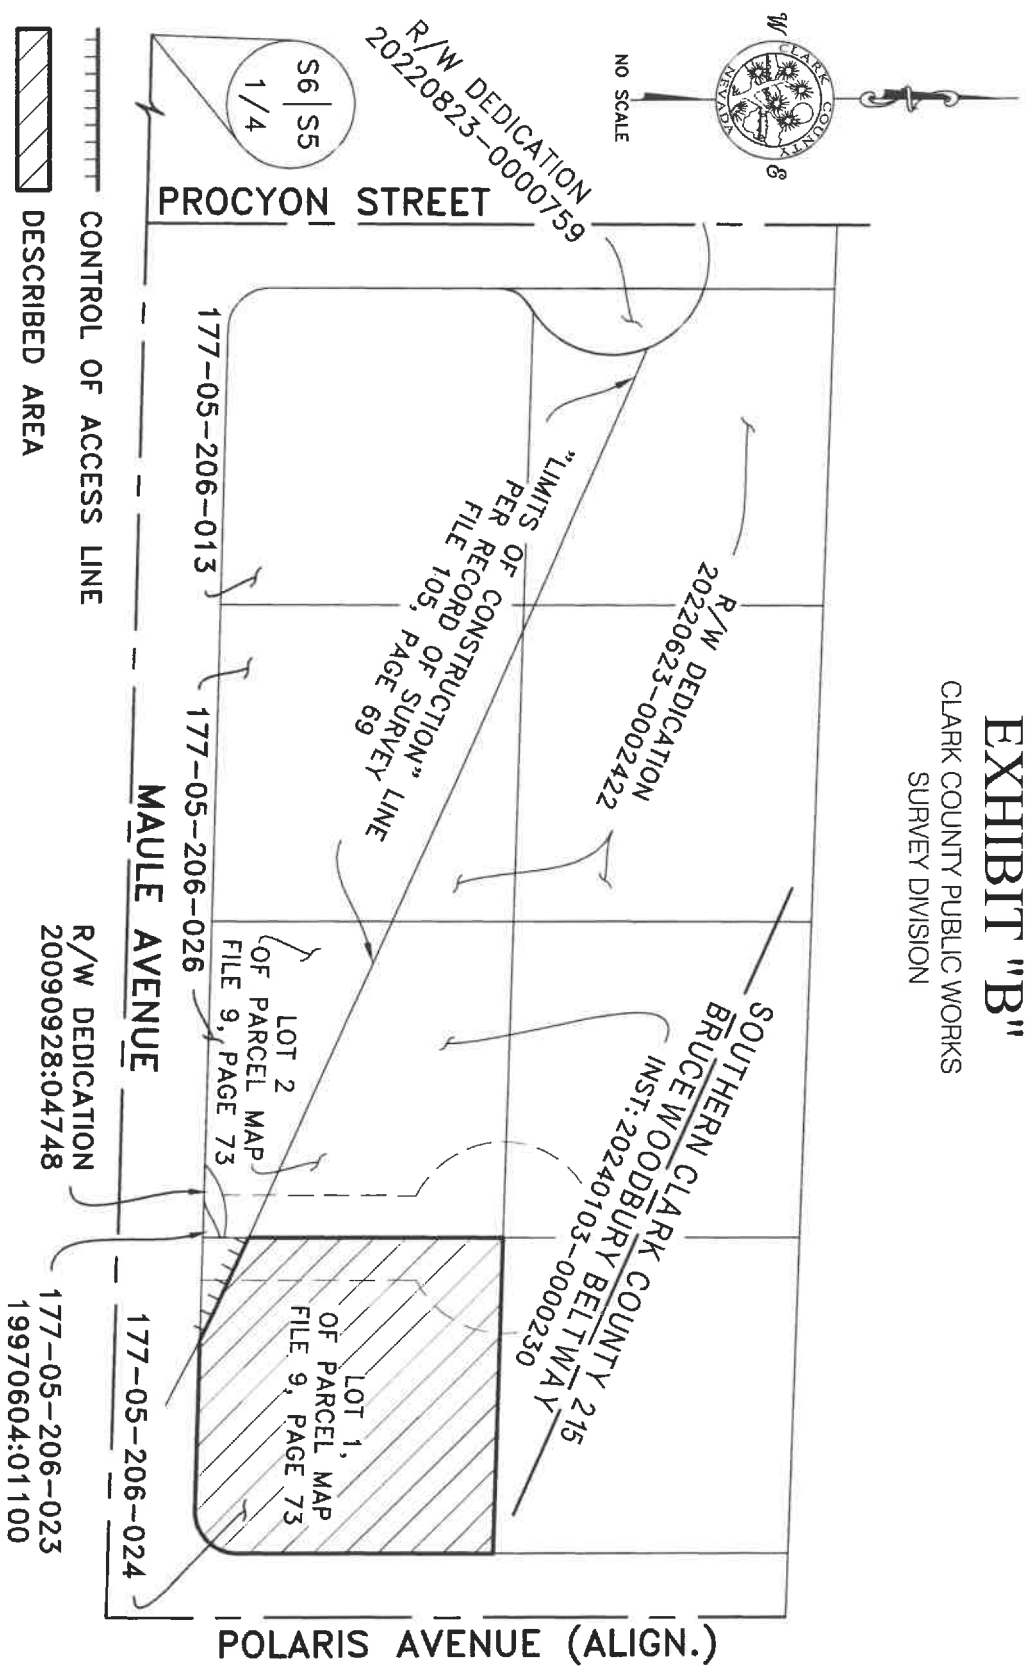 EXHIBIT "B"
CLARK COUNTY PUBLIC WORKS
SURVEY DIVISION
W
E
CLARK COUNTY
NEVADA
NO SCALE
R/W DEDICATION
20220823-0000759
R/W DEDICATION
20220623-0002422
SOUTHERN CLARK COUNTY 215
BRUCE WOODBURY BELTWAY
INST: 20240103-0000230
"LIMITS OF CONSTRUCTION" LINE
PER RECORD OF SURVEY
FILE 105, PAGE 69
PROCYON STREET
POLARIS AVENUE (ALIGN.)
LOT 2
OF PARCEL MAP
FILE 9, PAGE 73
LOT 1,
OF PARCEL MAP
FILE 9, PAGE 73
177-05-206-013
177-05-206-026
MAULE AVENUE
177-05-206-024
S6 | S5
1/4
R/W DEDICATION
20090928:04748
177-05-206-023
19970604:01100
CONTROL OF ACCESS LINE
DESCRIBED AREA